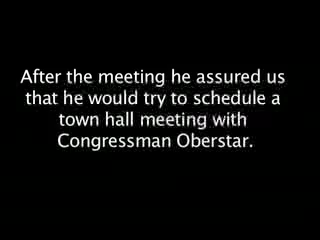 After the meeting he assured us
that he would try to schedule a
town hall meeting with
Congressman Oberstar.